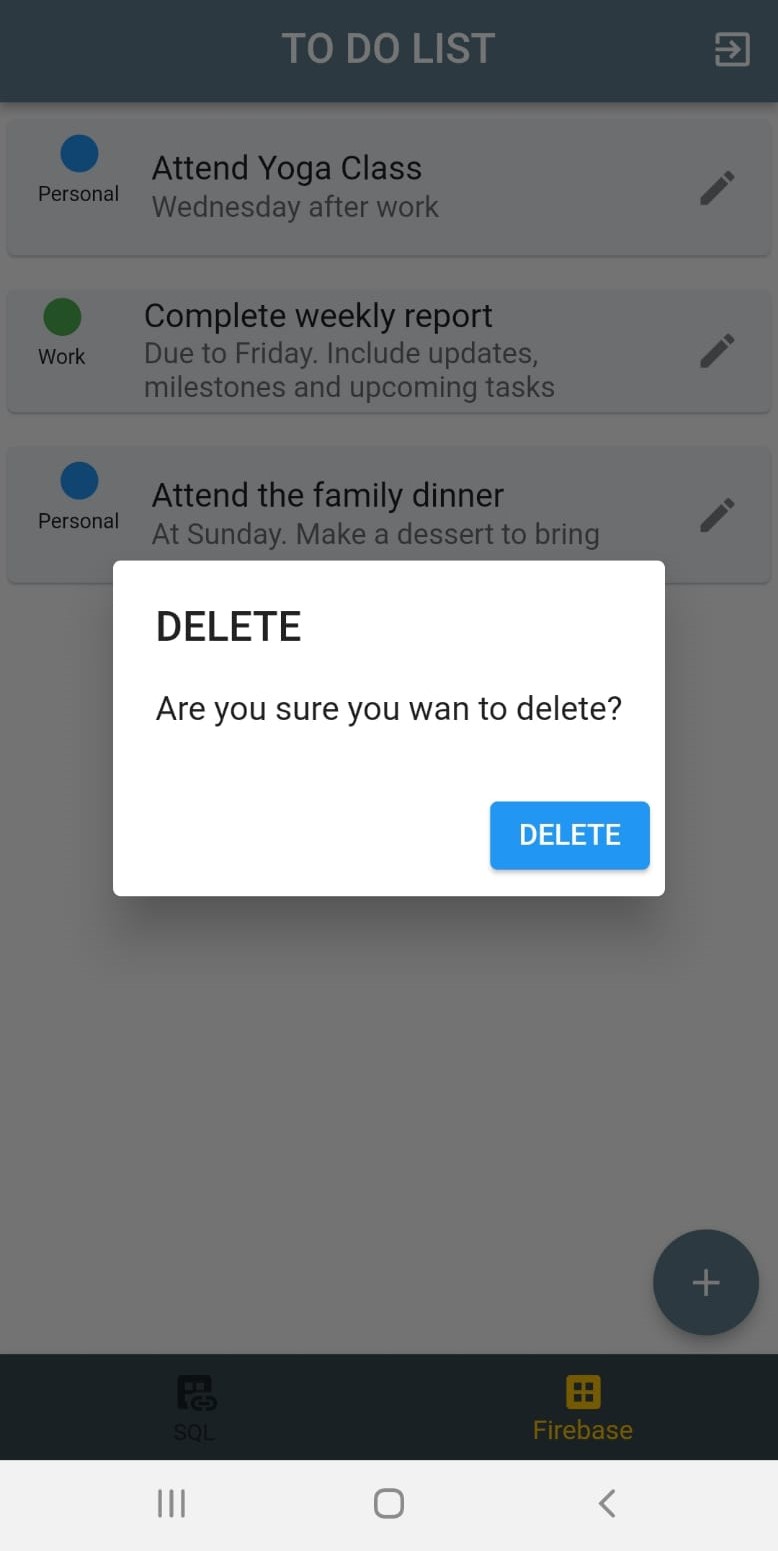 TO DO LIST
Attend Yoga Class
Personal
Wednesday after work
Complete weekly report
Work
Due to Friday. Include updates,
milestones and upcoming tasks
Attend the family dinner
Personal
At Sunday. Make a dessert to bring
DELETE
Are you sure you wan to delete?
DELETE
SQL
Firebase